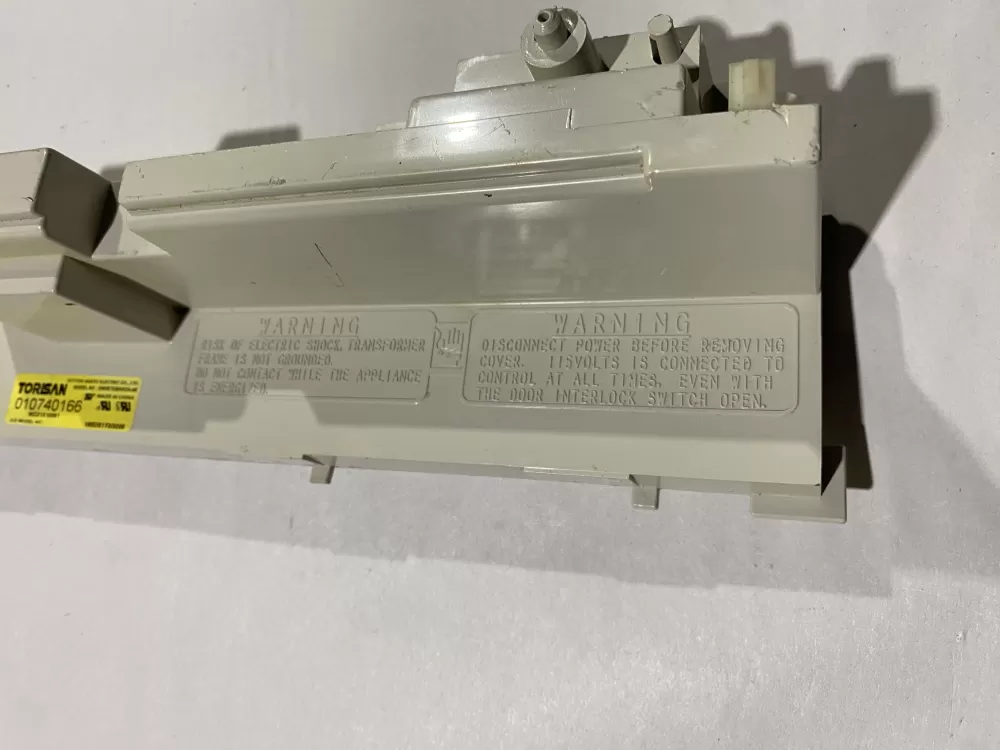 WARNING
RISK OF ELECTRIC SHOCK. TRANSFORMER
FRAME IS NOT GROUNDED.
DO NOT CONTACT WHILE THE APPLIANCE
IS ENERGIZED.
WARNING
DISCONNECT POWER BEFORE REMOVING
COVER. 115VOLTS IS CONNECTED TO
CONTROL AT ALL TIMES. EVEN WITH
THE DOOR INTERLOCK SWITCH OPEN.
TORISAN
010740166